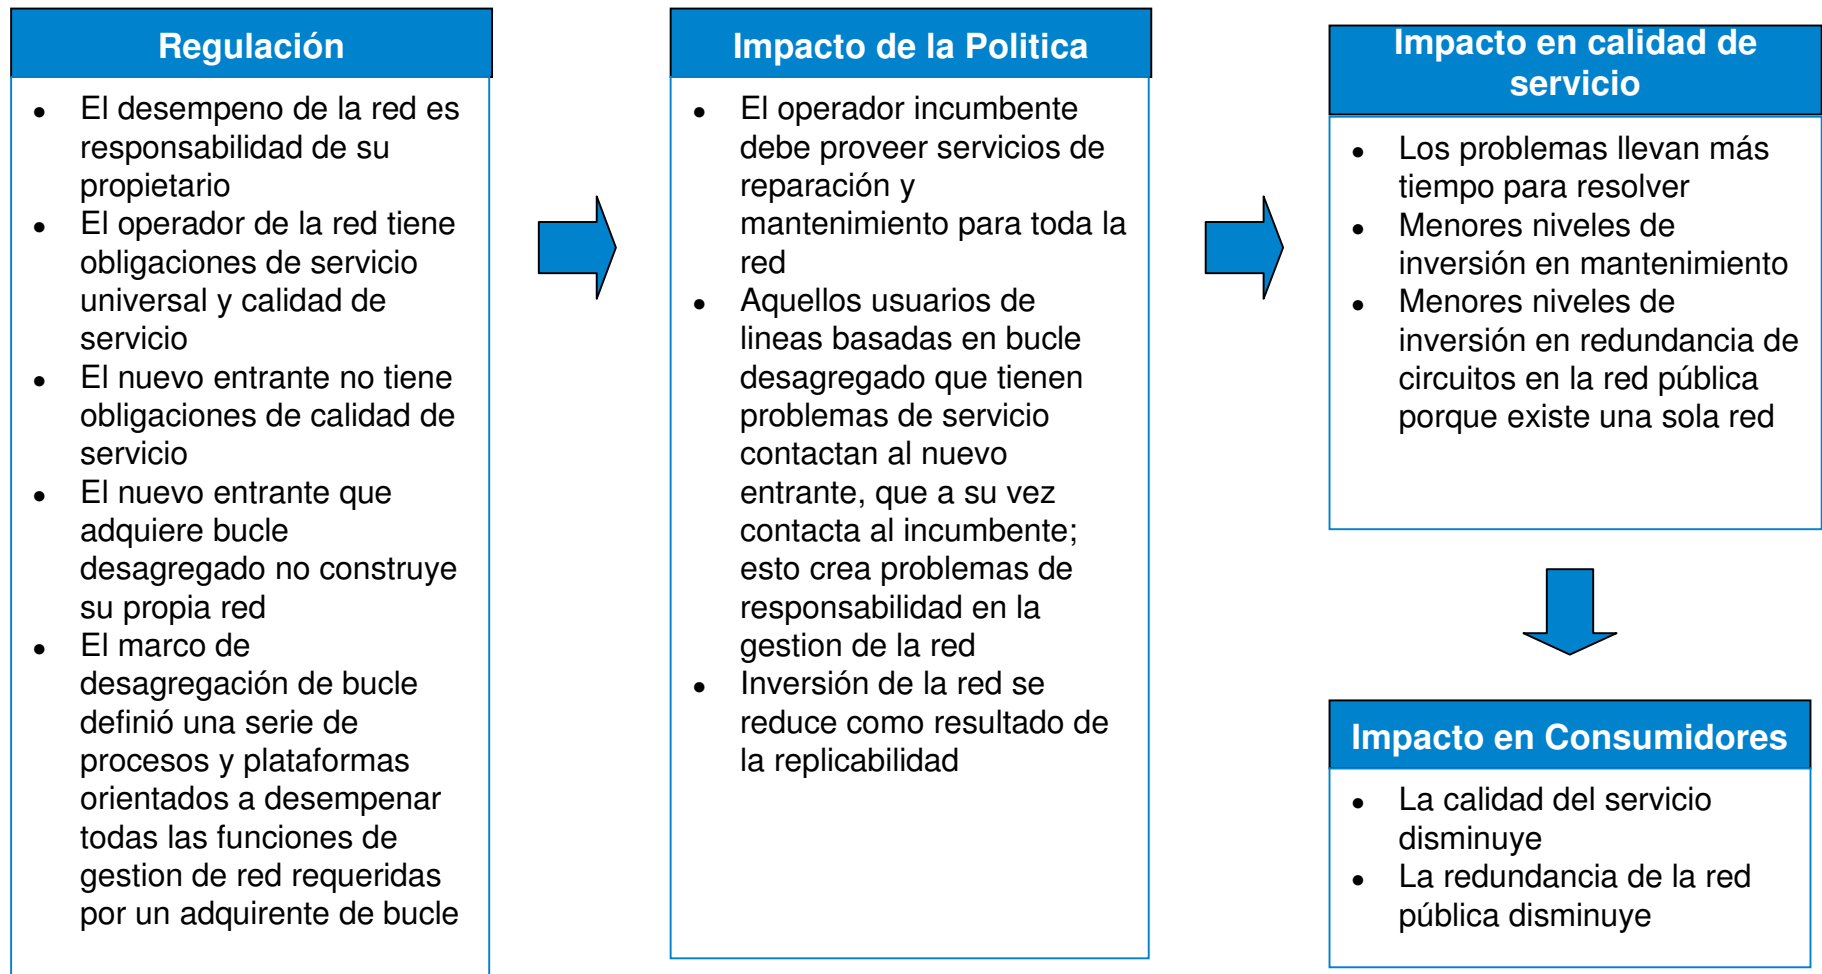 Regulación
● El desempeno de la red es
responsabilidad de su
propietario
● El operador de la red tiene
obligaciones de servicio
universal y calidad de
servicio
● El nuevo entrante no tiene
obligaciones de calidad de
servicio
● El nuevo entrante que
adquiere bucle
desagregado no construye
su propia red
● El marco de
desagregación de bucle
definió una serie de
procesos y plataformas
orientados a desempenar
todas las funciones de
gestion de red requeridas
por un adquirente de bucle
Impacto de la Politica
● El operador incumbente
debe proveer servicios de
reparación y
mantenimiento para toda la
red
● Aquellos usuarios de
lineas basadas en bucle
desagregado que tienen
problemas de servicio
contactan al nuevo
entrante, que a su vez
contacta al incumbente;
esto crea problemas de
responsabilidad en la
gestion de la red
● Inversión de la red se
reduce como resultado de
la replicabilidad
Impacto en calidad de
servicio
● Los problemas llevan más
tiempo para resolver
● Menores niveles de
inversión en mantenimiento
● Menores niveles de
inversión en redundancia de
circuitos en la red pública
porque existe una sola red
Impacto en Consumidores
● La calidad del servicio
disminuye
● La redundancia de la red
pública disminuye